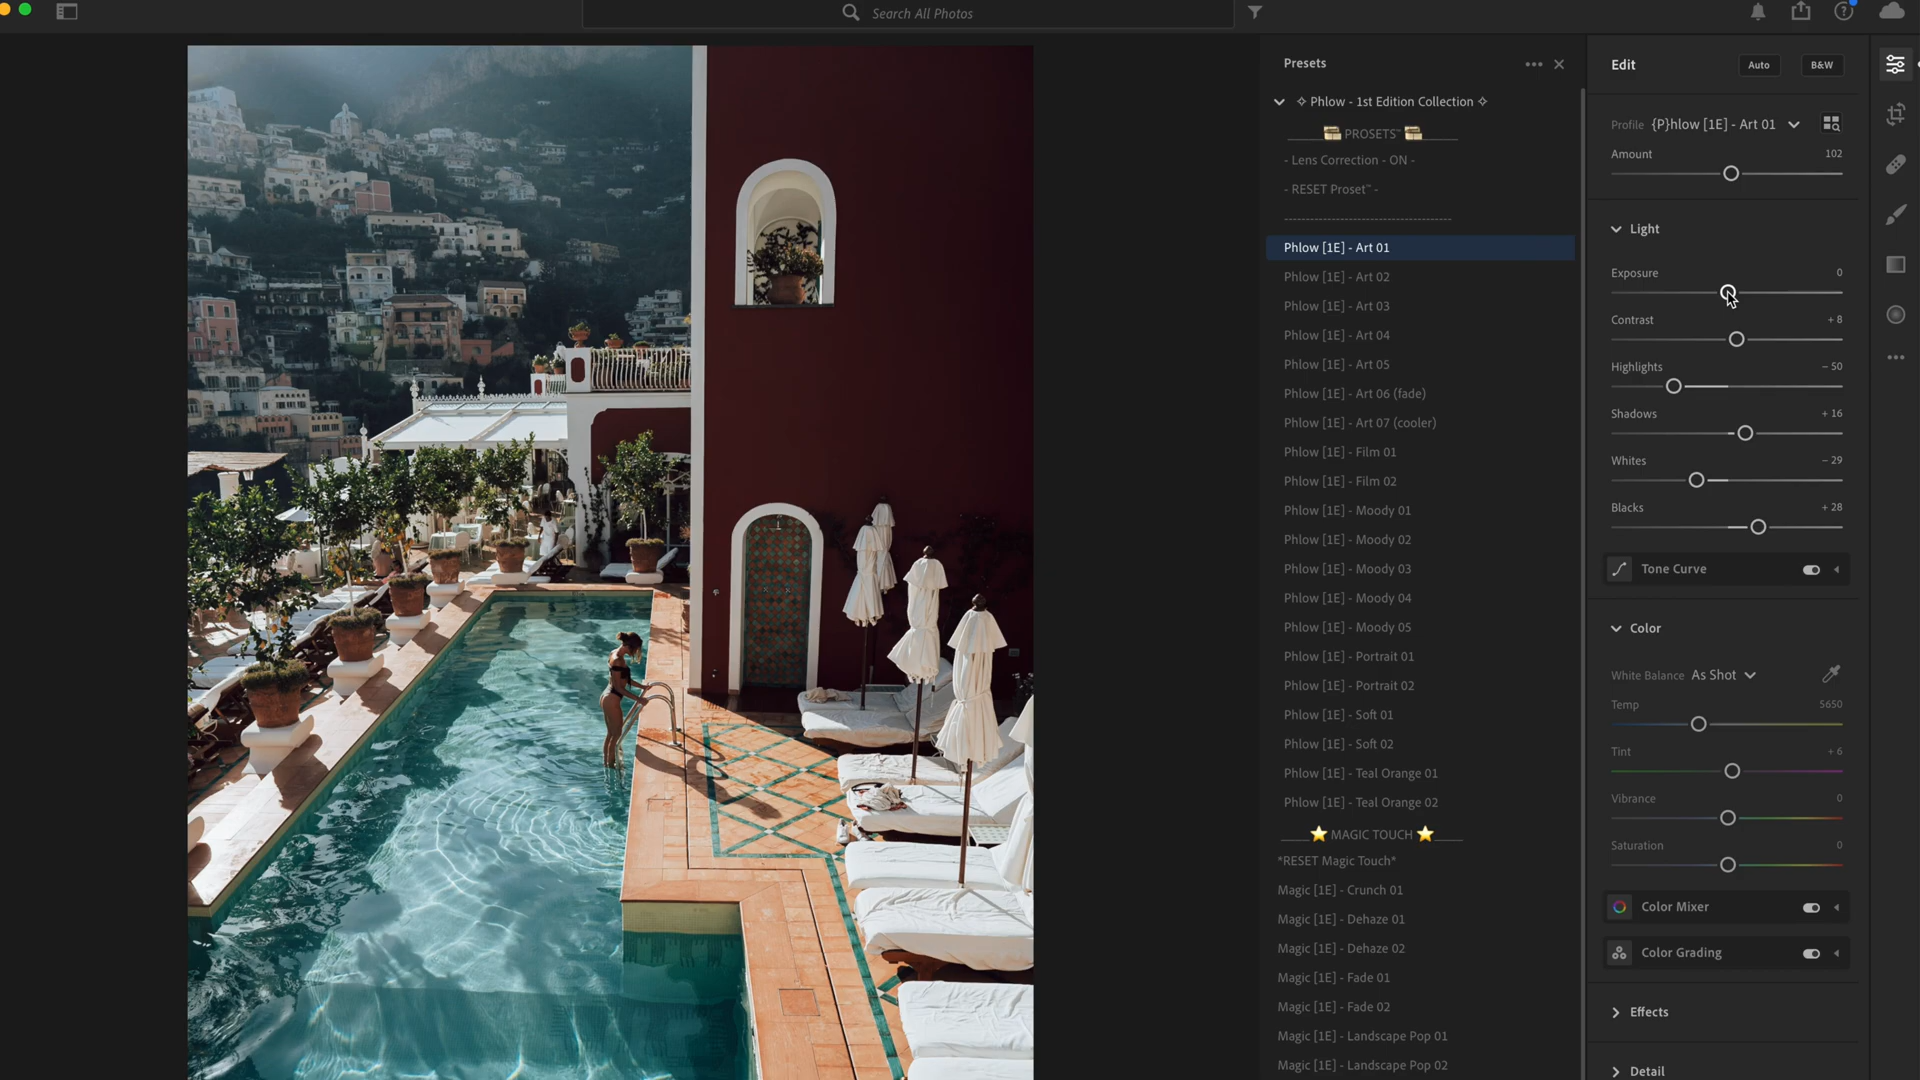 Search All Photos
Presets
✧ Phlow - 1st Edition Collection ✧
_____ PROSETS™ _____
- Lens Correction - ON -
- RESET Proset™ -
---------------------------------------
Phlow [1E] - Art 01
Phlow [1E] - Art 02
Phlow [1E] - Art 03
Phlow [1E] - Art 04
Phlow [1E] - Art 05
Phlow [1E] - Art 06 (fade)
Phlow [1E] - Art 07 (cooler)
Phlow [1E] - Film 01
Phlow [1E] - Film 02
Phlow [1E] - Moody 01
Phlow [1E] - Moody 02
Phlow [1E] - Moody 03
Phlow [1E] - Moody 04
Phlow [1E] - Moody 05
Phlow [1E] - Portrait 01
Phlow [1E] - Portrait 02
Phlow [1E] - Soft 01
Phlow [1E] - Soft 02
Phlow [1E] - Teal Orange 01
Phlow [1E] - Teal Orange 02
____⭐ MAGIC TOUCH ⭐____
*RESET Magic Touch*
Magic [1E] - Crunch 01
Magic [1E] - Dehaze 01
Magic [1E] - Dehaze 02
Magic [1E] - Fade 01
Magic [1E] - Fade 02
Magic [1E] - Landscape Pop 01
Magic [1E] - Landscape Pop 02
Edit Auto B&W
Profile {P}hlow [1E] - Art 01
Amount 102
Light
Exposure 0
Contrast + 8
Highlights – 50
Shadows + 16
Whites – 29
Blacks + 28
Tone Curve
Color
White Balance As Shot
Temp 5650
Tint + 6
Vibrance 0
Saturation 0
Color Mixer
Color Grading
Effects
Detail